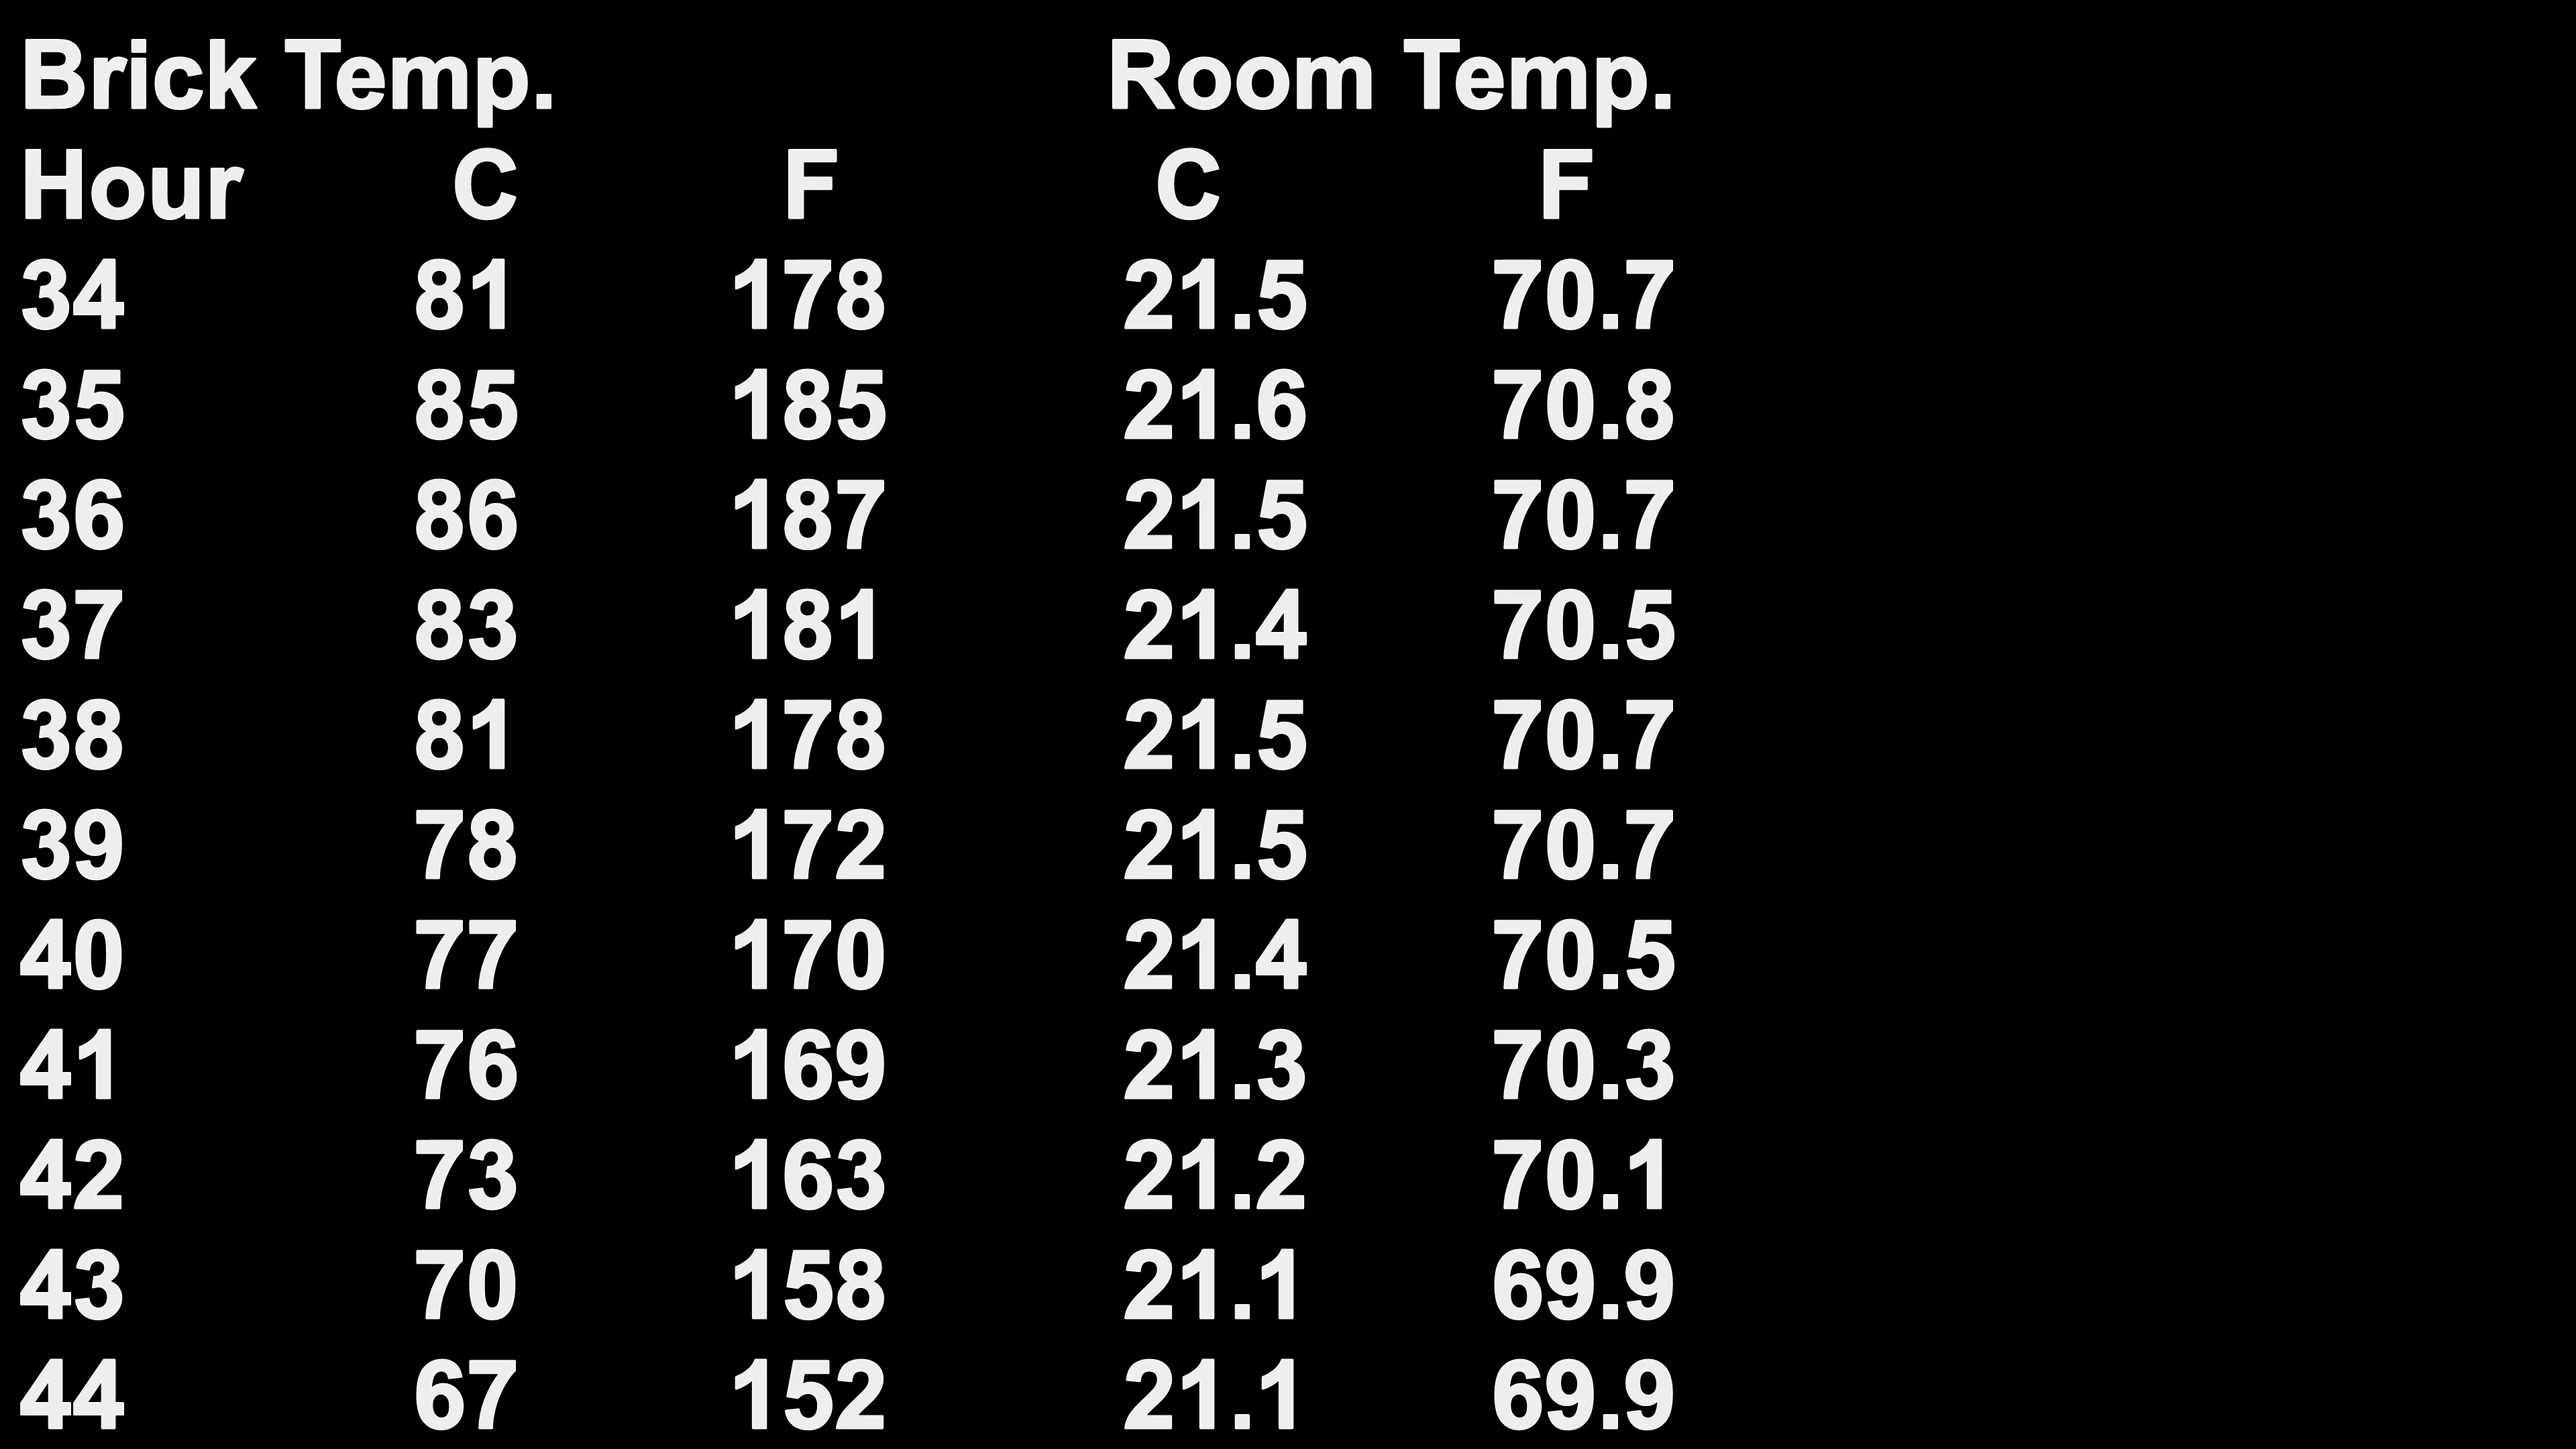 Brick Temp. Room Temp.
Hour C F C F
34 81 178 21.5 70.7
35 85 185 21.6 70.8
36 86 187 21.5 70.7
37 83 181 21.4 70.5
38 81 178 21.5 70.7
39 78 172 21.5 70.7
40 77 170 21.4 70.5
41 76 169 21.3 70.3
42 73 163 21.2 70.1
43 70 158 21.1 69.9
44 67 152 21.1 69.9